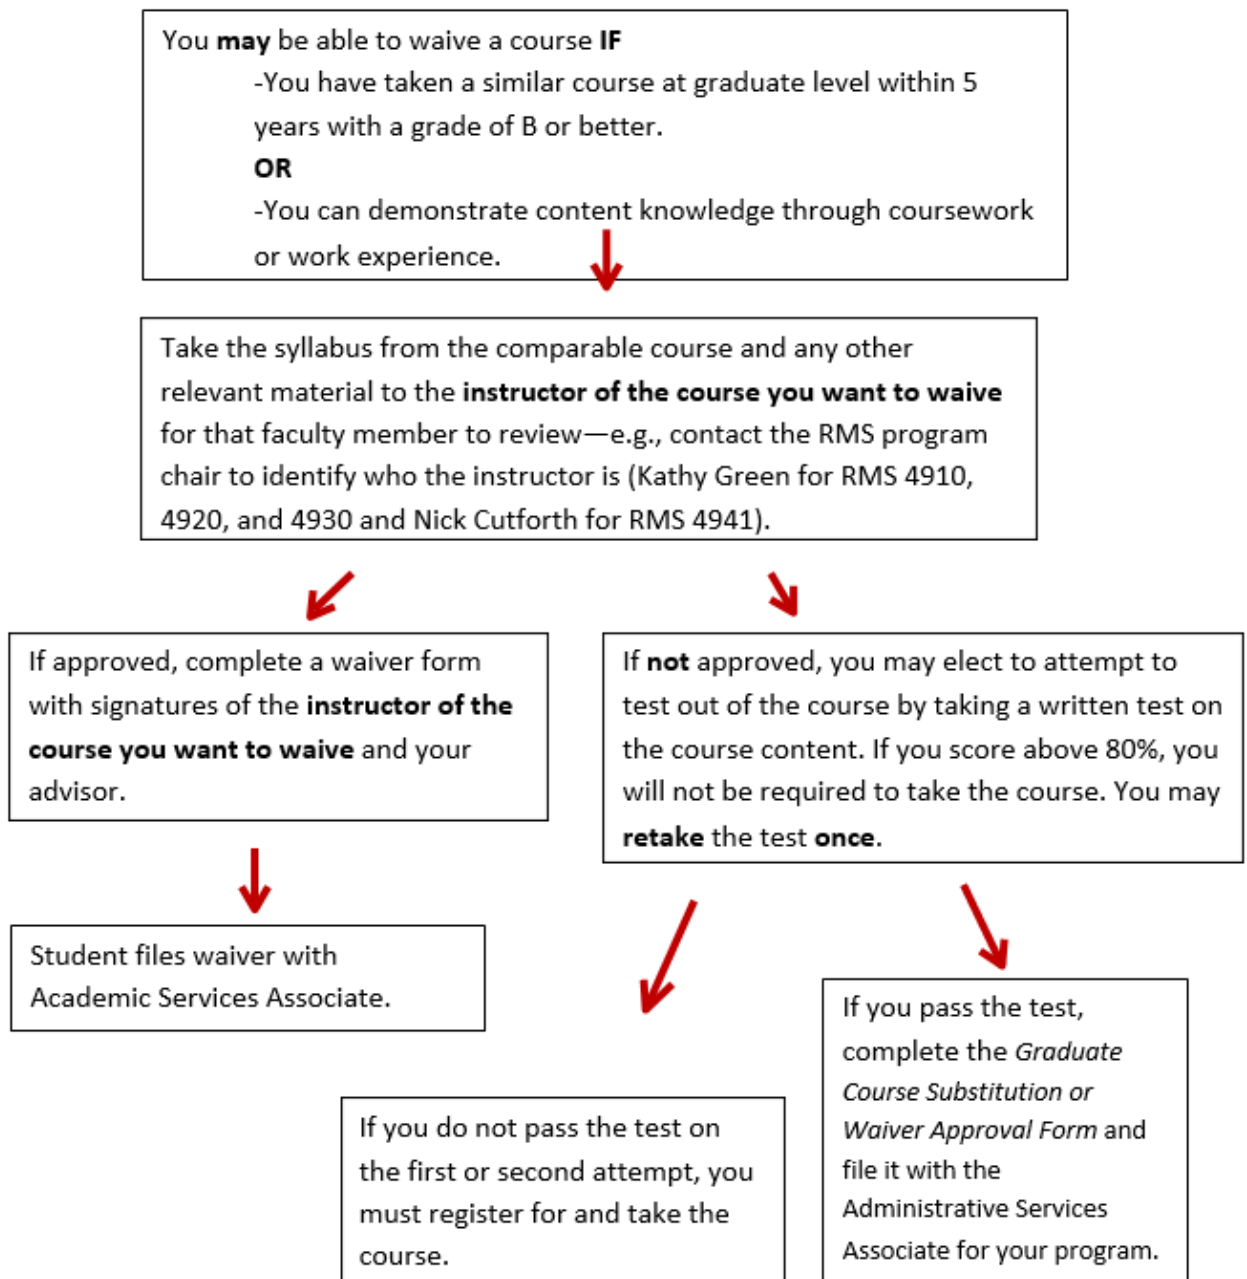 You may be able to waive a course IF
-You have taken a similar course at graduate level within 5
years with a grade of B or better.
OR
-You can demonstrate content knowledge through coursework
or work experience.
Take the syllabus from the comparable course and any other
relevant material to the instructor of the course you want to waive
for that faculty member to review—e.g., contact the RMS program
chair to identify who the instructor is (Kathy Green for RMS 4910,
4920, and 4930 and Nick Cutforth for RMS 4941).
If approved, complete a waiver form
with signatures of the instructor of the
course you want to waive and your
advisor.
If not approved, you may elect to attempt to
test out of the course by taking a written test on
the course content. If you score above 80%, you
will not be required to take the course. You may
retake the test once.
Student files waiver with
Academic Services Associate.
If you do not pass the test on
the first or second attempt, you
must register for and take the
course.
If you pass the test,
complete the Graduate
Course Substitution or
Waiver Approval Form and
file it with the
Administrative Services
Associate for your program.